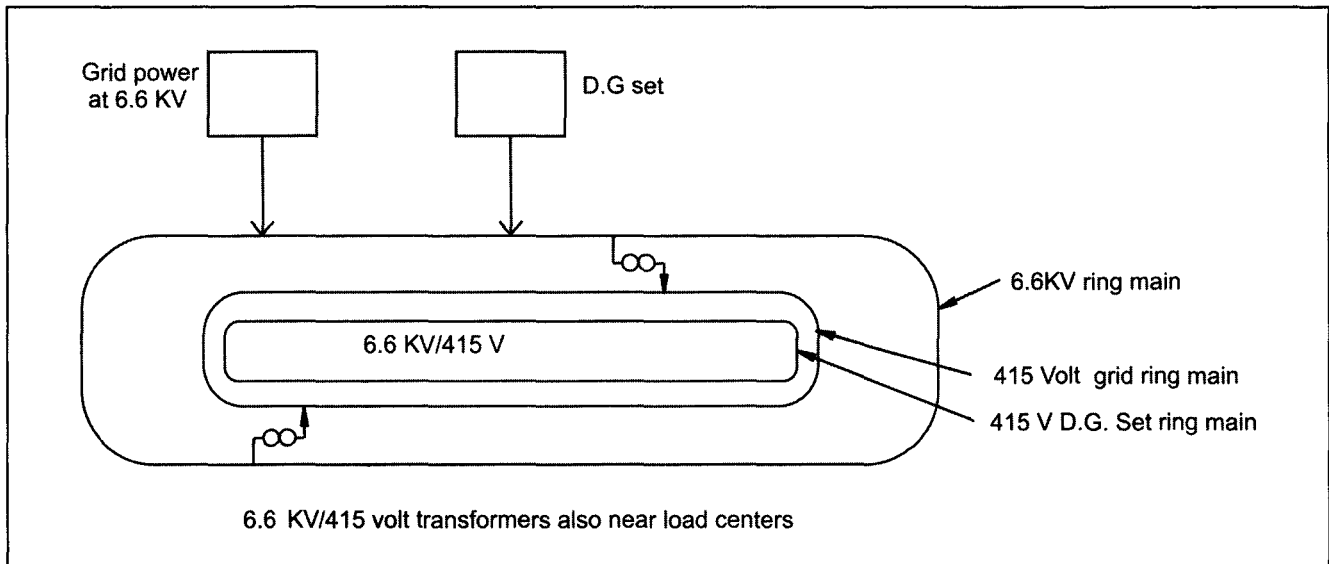 Grid power
at 6.6 KV
D.G set
6.6KV ring main
6.6 KV/415 V
415 Volt grid ring main
415 V D.G. Set ring main
6.6 KV/415 volt transformers also near load centers